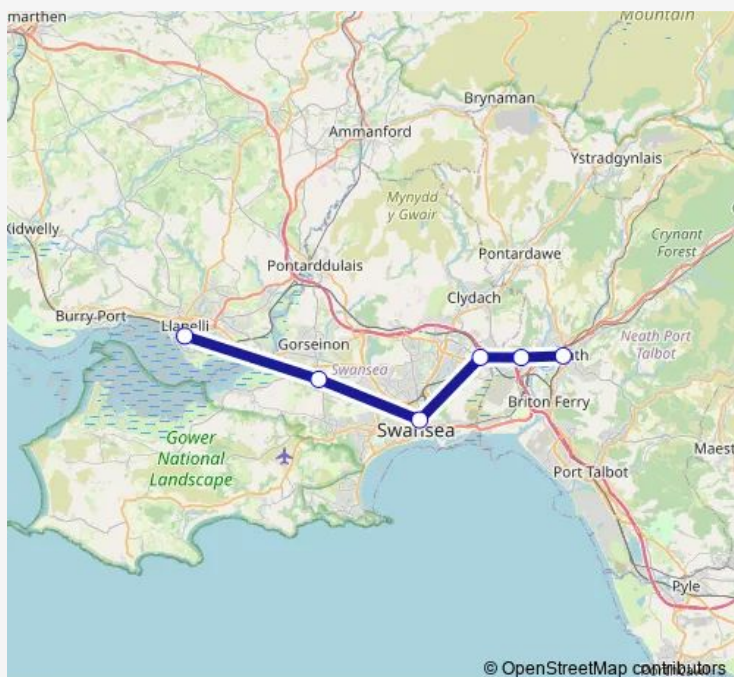 marthen
Mountain
Brynaman
Ammanford
Ystradgynlais
Mynydd
y Gwair
Crynant
Forest
Kidwelly
Pontardawe
Pontarddulais
Clydach
Burry Port
Llanelli
Gorseinon
Neath Port
Talbot
Swansea
Briton Ferry
Swansea
Gower
National
Landscape
Maest
Port Talbot
Pyle
© OpenStreetMap contributors